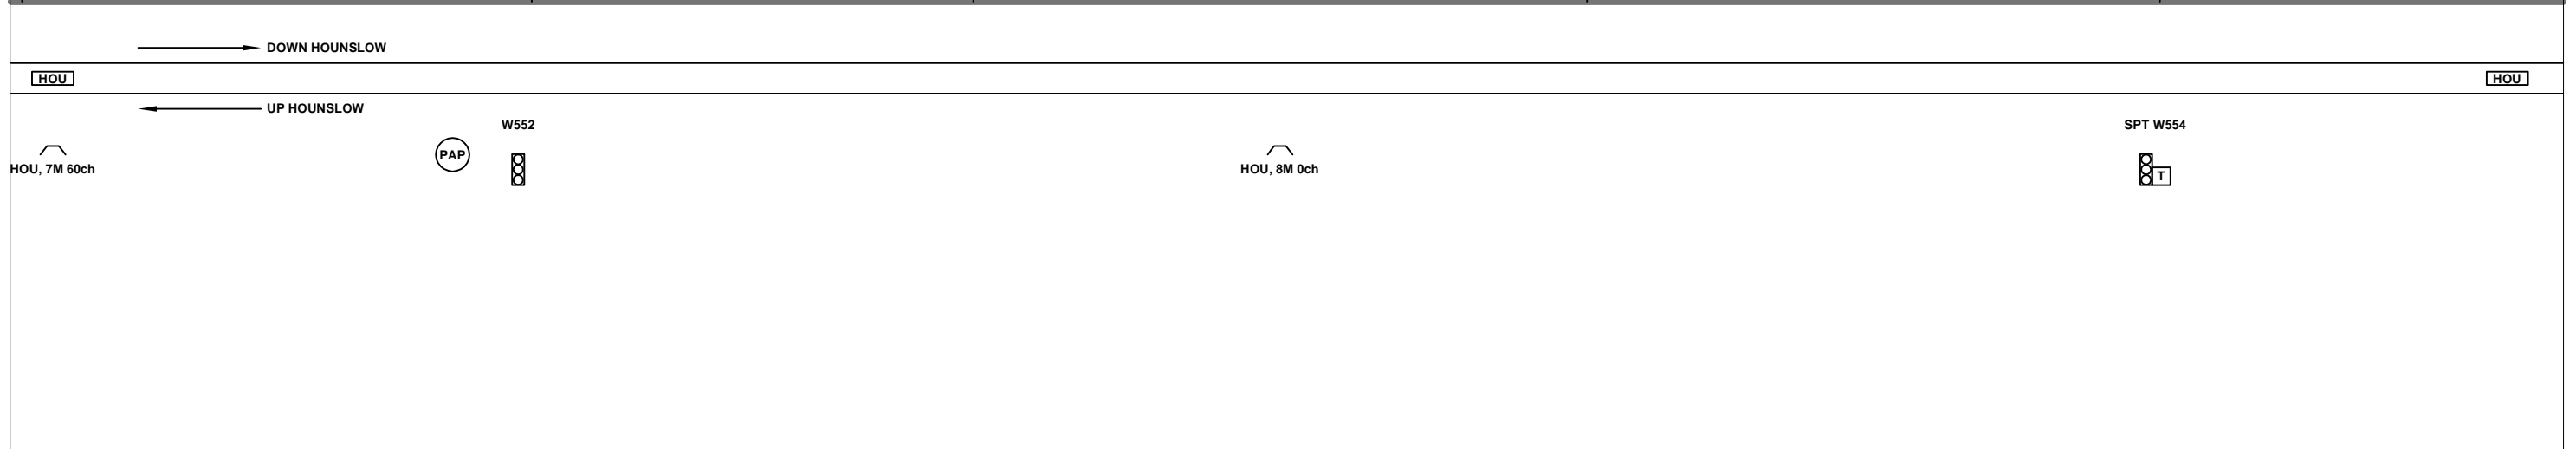 DOWN HOUNSLOW
HOU
HOU
UP HOUNSLOW
W552
SPT W554
PAP
HOU, 7M 60ch
HOU, 8M 0ch
T